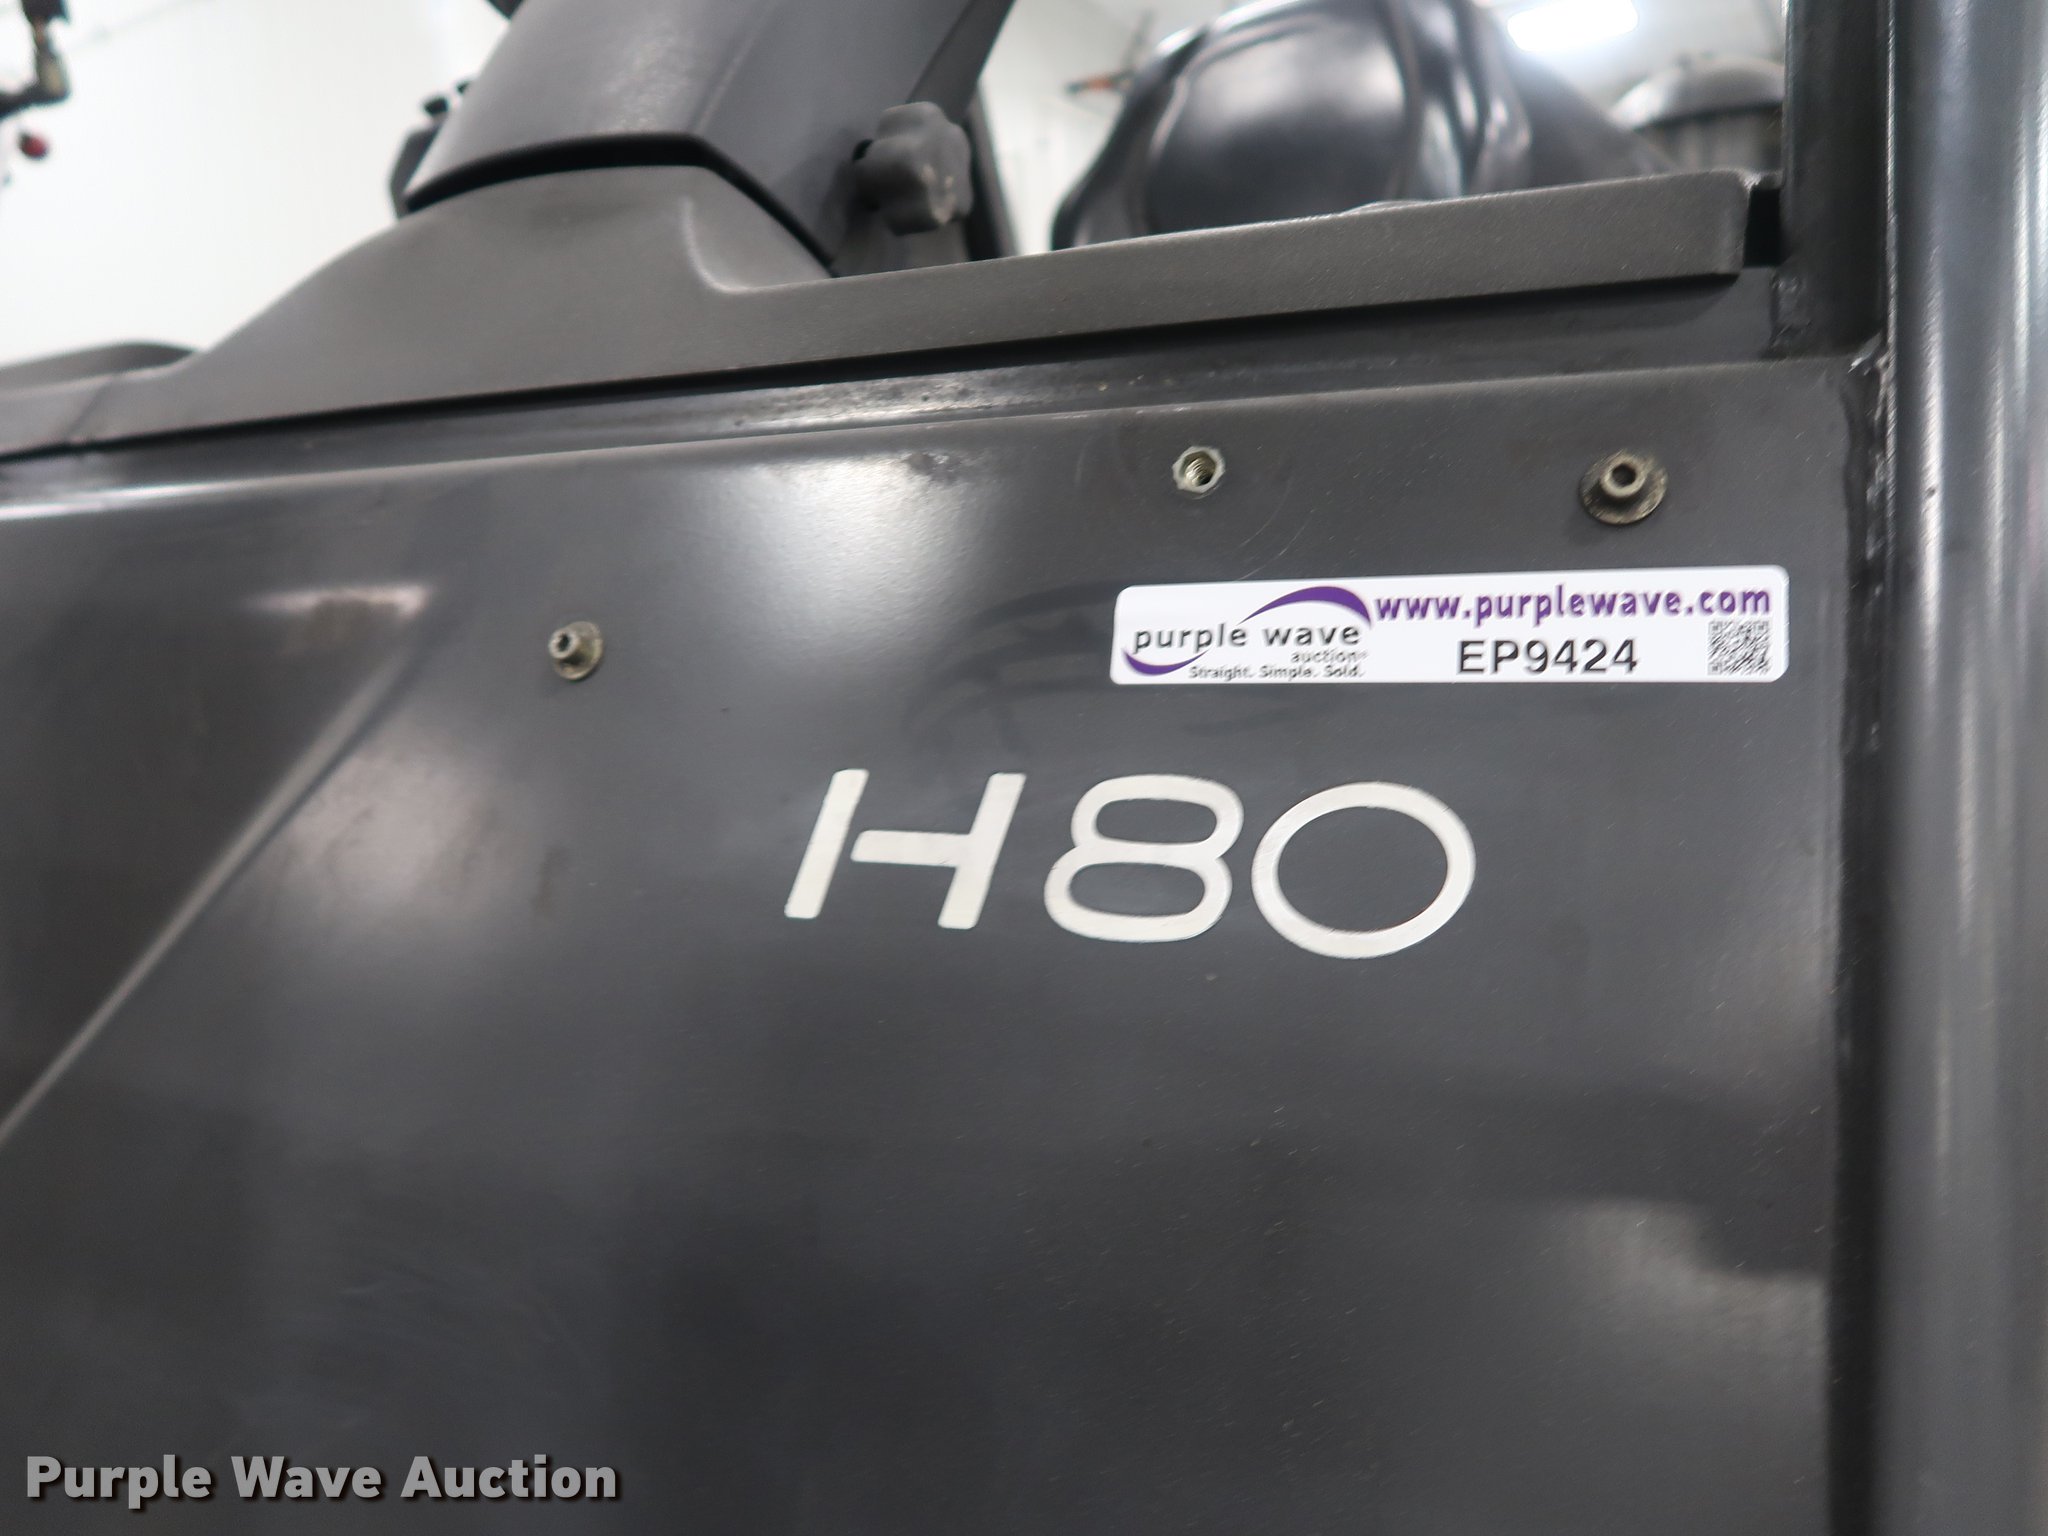 www.purplewave.com
purple wave
auction®
Straight. Simple. Sold.
EP9424
H80
Purple Wave Auction